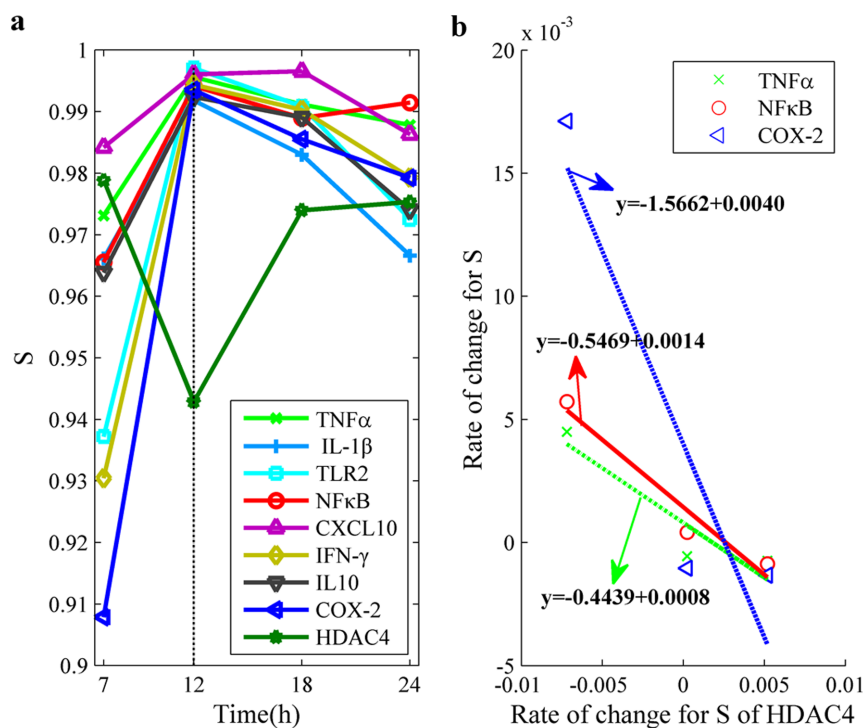 a
1
0.99
0.98
0.97
0.96
0.95
0.94
0.93
0.92
0.91
0.9
S
7
12
18
24
Time(h)
TNFα
IL-1β
TLR2
NFκB
CXCL10
IFN-γ
IL10
COX-2
HDAC4
b
x 10⁻³
20
15
10
5
0
-5
Rate of change for S
-0.01
-0.005
0
0.005
0.01
Rate of change for S of HDAC4
TNFα
NFκB
COX-2
y=-1.5662+0.0040
y=-0.5469+0.0014
y=-0.4439+0.0008